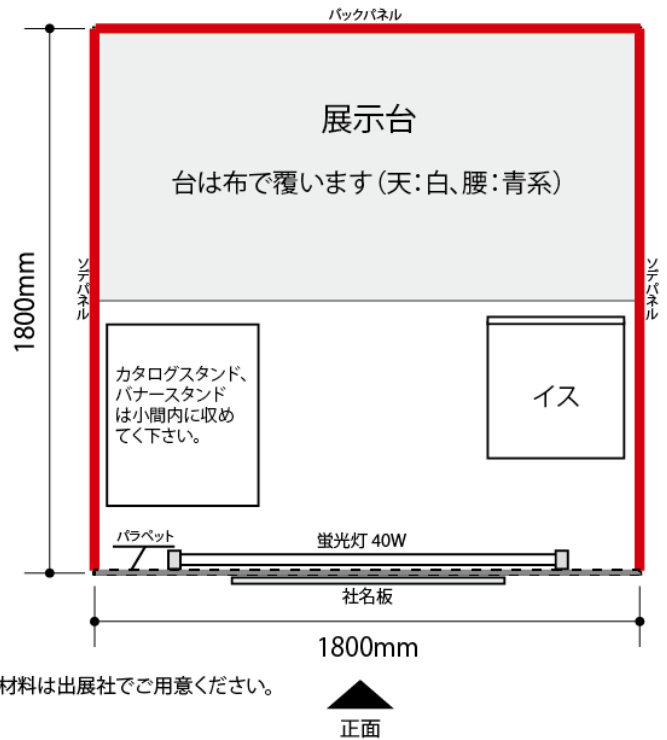 バックパネル
展示台
台は布で覆います（天：白、腰：青系）
ソデパネル
ソデパネル
1800mm
カタログスタンド、
バナースタンド
は小間内に収め
てく下さい。
イス
パラペット
蛍光灯 40W
社名板
1800mm
材料は出展社でご用意ください。
正面